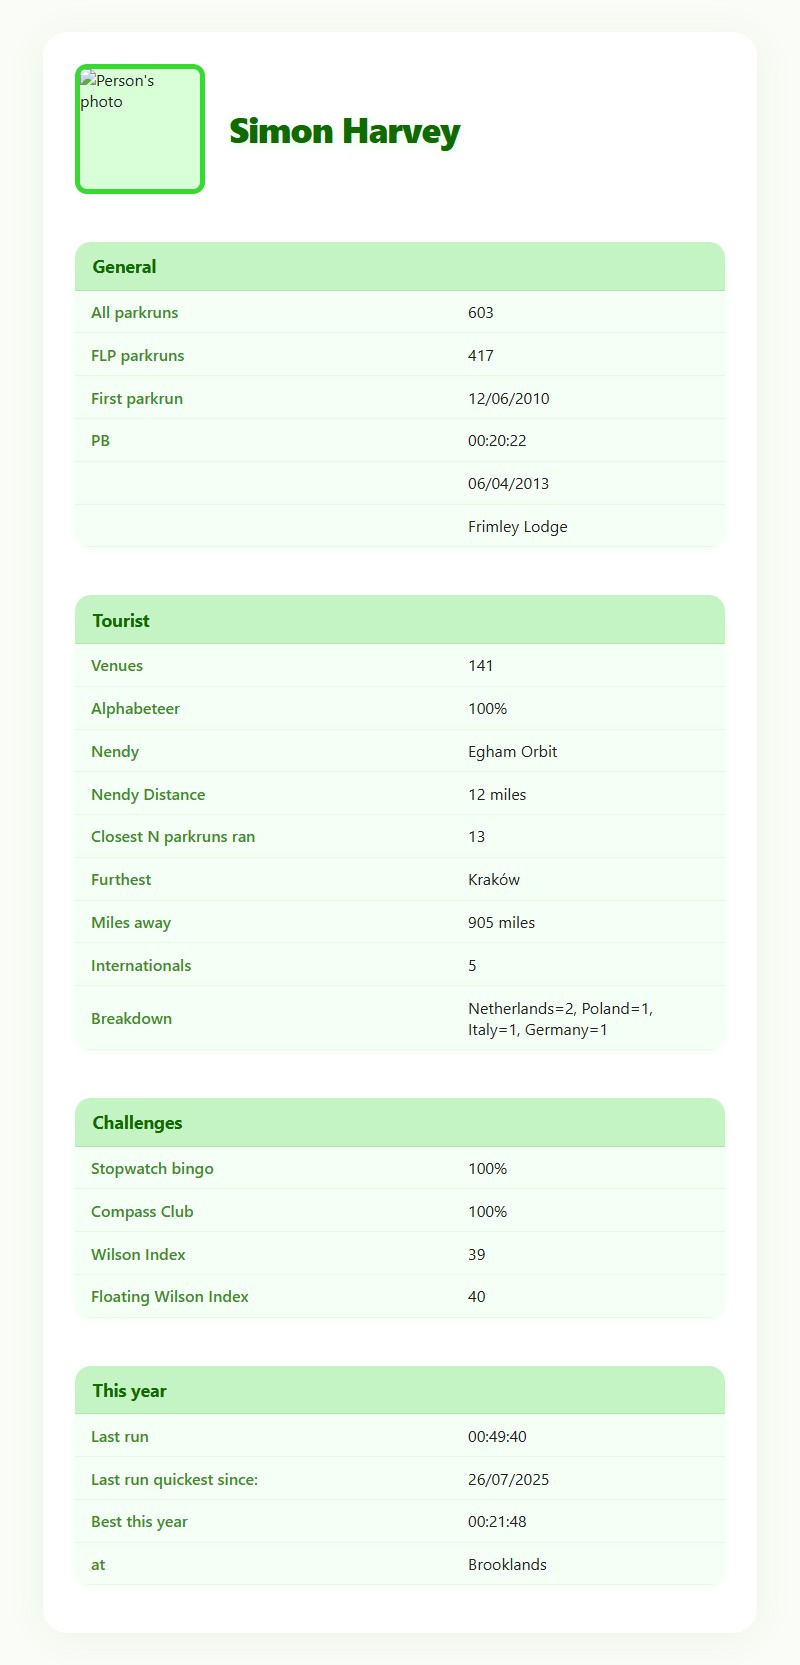 Person's
photo
Simon Harvey
General
All parkruns 603
FLP parkruns 417
First parkrun 12/06/2010
PB 00:20:22
06/04/2013
Frimley Lodge
Tourist
Venues 141
Alphabeteer 100%
Nendy Egham Orbit
Nendy Distance 12 miles
Closest N parkruns ran 13
Furthest Kraków
Miles away 905 miles
Internationals 5
Breakdown Netherlands=2, Poland=1,
Italy=1, Germany=1
Challenges
Stopwatch bingo 100%
Compass Club 100%
Wilson Index 39
Floating Wilson Index 40
This year
Last run 00:49:40
Last run quickest since: 26/07/2025
Best this year 00:21:48
at Brooklands